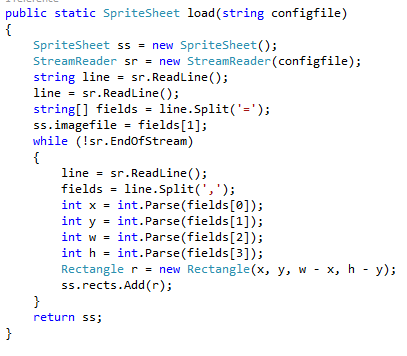 public static SpriteSheet load(string configfile)
{
    SpriteSheet ss = new SpriteSheet();
    StreamReader sr = new StreamReader(configfile);
    string line = sr.ReadLine();
    line = sr.ReadLine();
    string[] fields = line.Split('=');
    ss.imagefile = fields[1];
    while (!sr.EndOfStream)
    {
        line = sr.ReadLine();
        fields = line.Split(',');
        int x = int.Parse(fields[0]);
        int y = int.Parse(fields[1]);
        int w = int.Parse(fields[2]);
        int h = int.Parse(fields[3]);
        Rectangle r = new Rectangle(x, y, w - x, h - y);
        ss.rects.Add(r);
    }
    return ss;
}